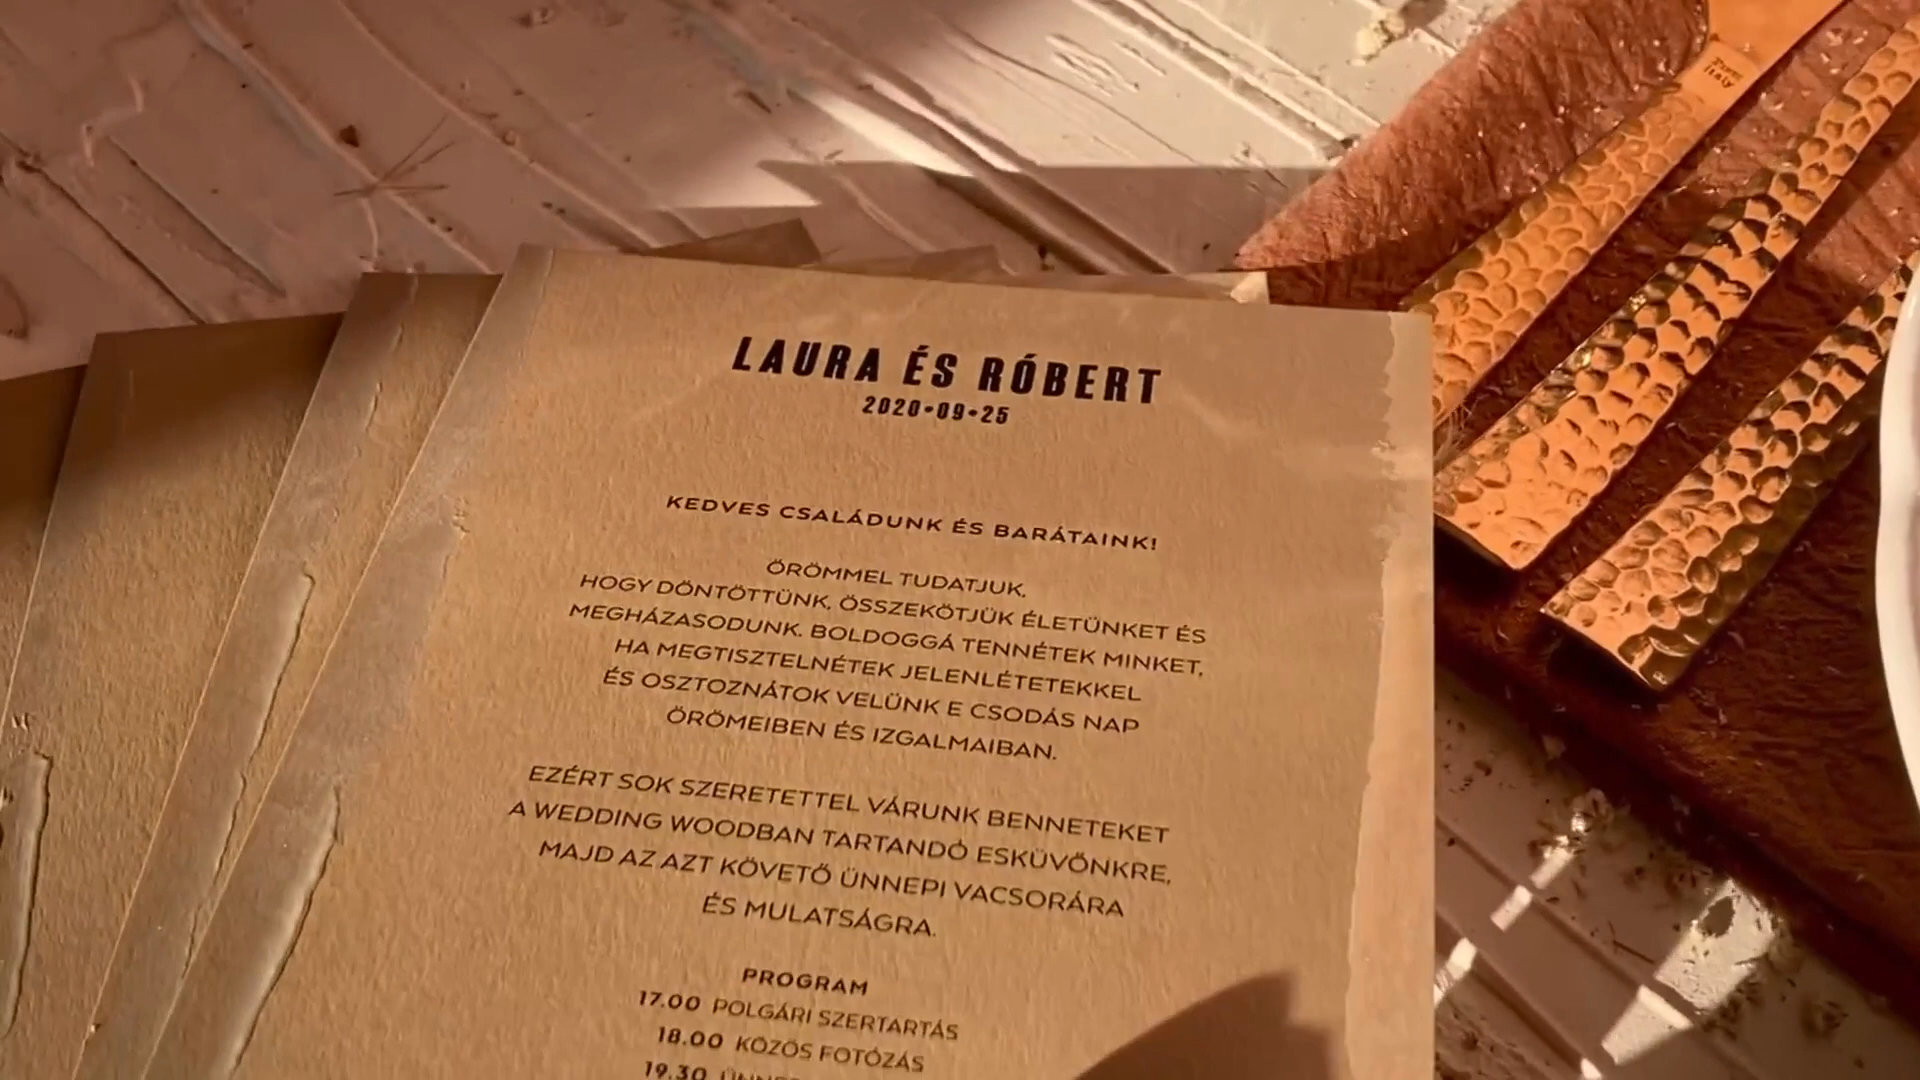 LAURA ÉS RÓBERT
2020•09•25
KEDVES CSALÁDUNK ÉS BARÁTAINK!
ÖRÖMMEL TUDATJUK,
HOGY DÖNTÖTTÜNK, ÖSSZEKÖTJÜK ÉLETÜNKET ÉS
MEGHÁZASODUNK. BOLDOGGÁ TENNÉTEK MINKET,
HA MEGTISZTELNÉTEK JELENLÉTETEKKEL
ÉS OSZTOZNÁTOK VELÜNK E CSODÁS NAP
ÖRÖMEIBEN ÉS IZGALMAIBAN.
EZÉRT SOK SZERETETTEL VÁRUNK BENNETEKET
A WEDDING WOODBAN TARTANDÓ ESKÜVŐNKRE,
MAJD AZ AZT KÖVETŐ ÜNNEPI VACSORÁRA
ÉS MULATSÁGRA.
PROGRAM
17.00 POLGÁRI SZERTARTÁS
18.00 KÖZÖS FOTÓZÁS
19.30
Italy